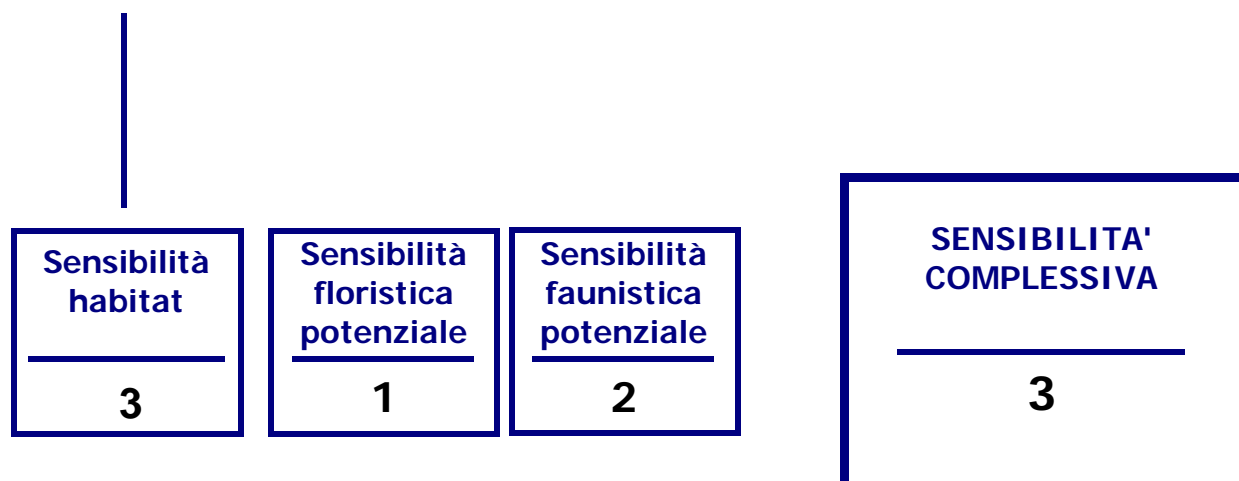 Sensibilità
habitat
3
Sensibilità
floristica
potenziale
1
Sensibilità
faunistica
potenziale
2
SENSIBILITA'
COMPLESSIVA
3